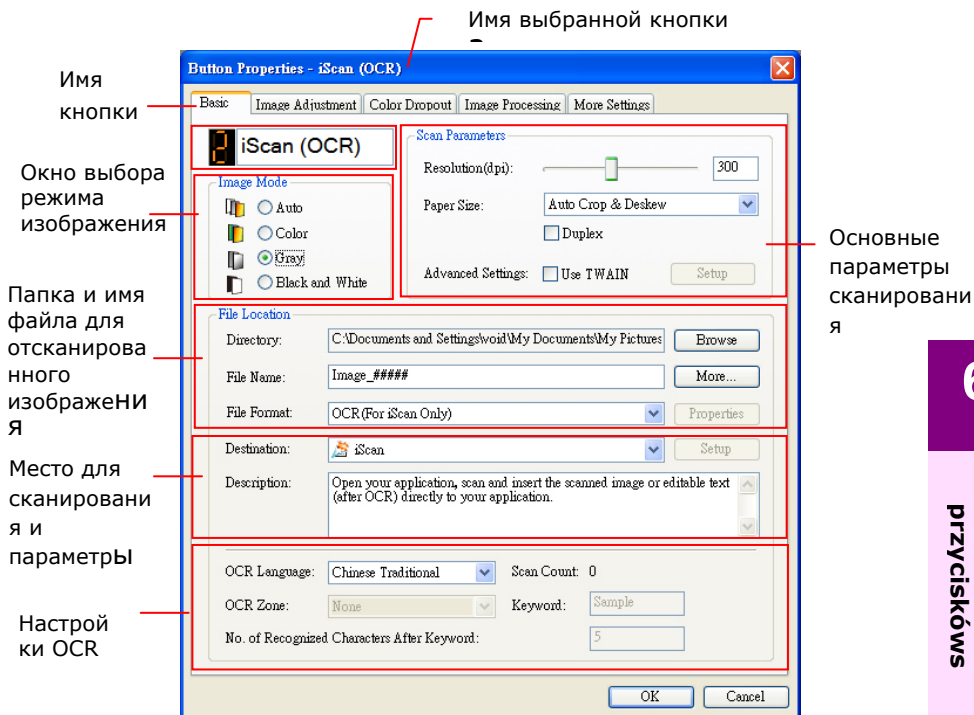 Имя выбранной кнопки
Button Properties - iScan (OCR)
Имя
кнопки
Basic Image Adjustment Color Dropout Image Processing More Settings
iScan (OCR)
Окно выбора
режима
изображения
Image Mode
Auto
Color
Gray
Black and White
Scan Parameters
Resolution(dpi): 300
Paper Size: Auto Crop & Deskew
Duplex
Advanced Settings: Use TWAIN Setup
Основные
параметры
сканировани
я
Папка и имя
файла для
отсканирова
нного
изображени
я
File Location
Directory: C:\Documents and Settings\void\My Documents\My Pictures Browse
File Name: Image_##### More...
File Format: OCR(For iScan Only) Properties
Место для
сканировани
я и
параметры
Destination: iScan Setup
Description: Open your application, scan and insert the scanned image or editable text
(after OCR) directly to your application.
Настрой
ки OCR
OCR Language: Chinese Traditional Scan Count: 0
OCR Zone: None Keyword: Sample
No. of Recognized Characters After Keyword: 5
OK Cancel
6
przycisków​s